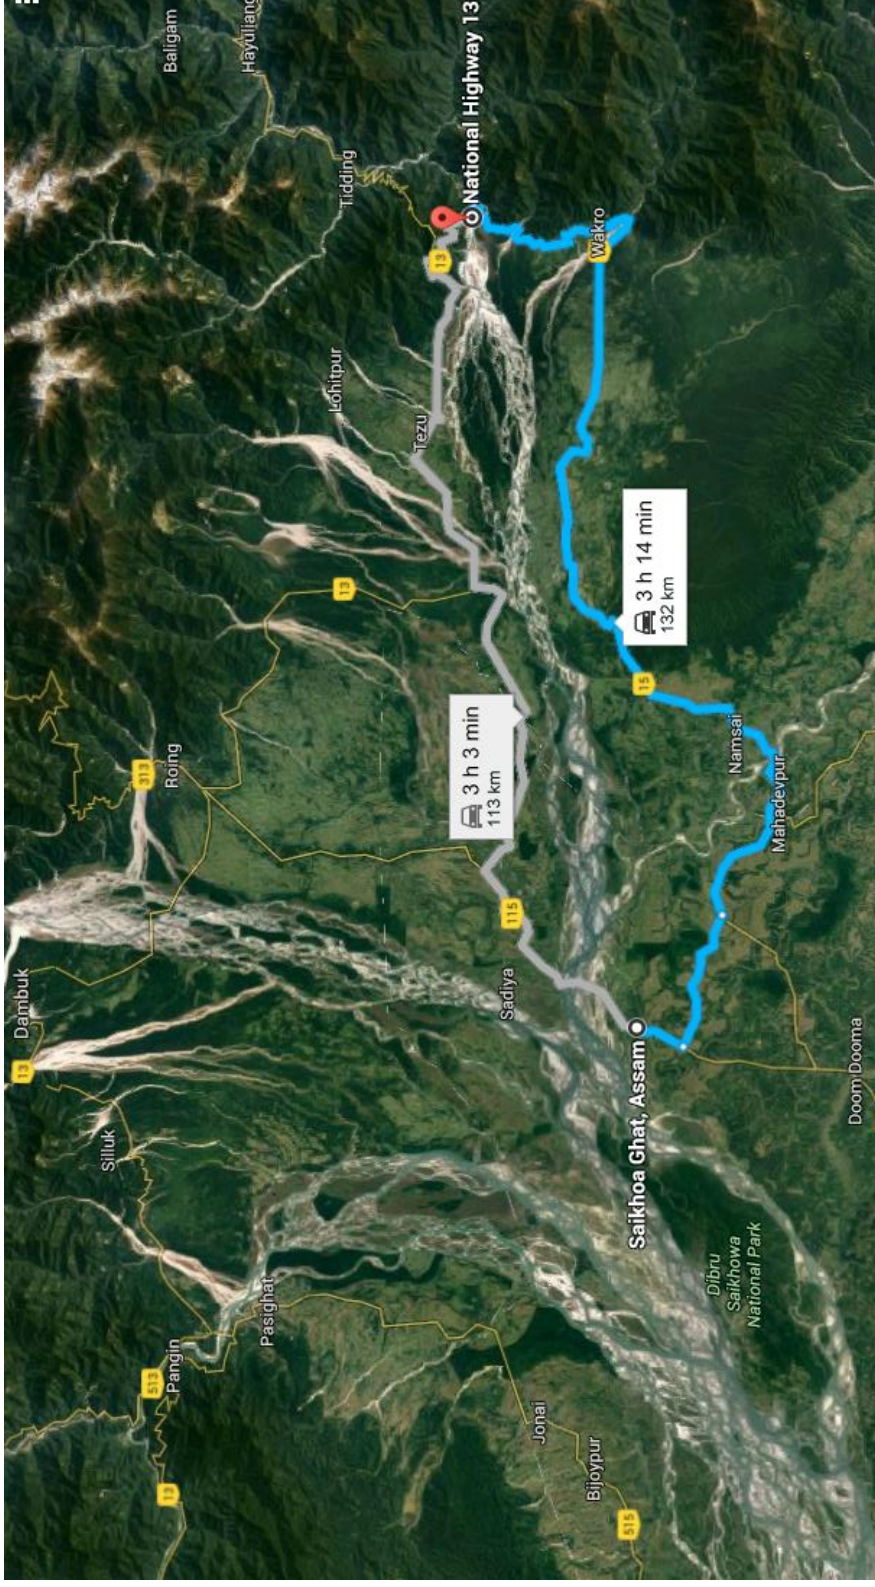 13
Dambuk
Silluk
513
313
13
Pangin
Roing
Baligam
Hayuliang
Pasighat
13
Lohitpur
Tidding
Tezu
13
3 h 3 min
113 km
National Highway 13
Sadiya
115
Jonai
Bijoypur
Wakro
515
Saikhoa Ghat, Assam
15
3 h 14 min
132 km
Dibru
Saikhowa
National Park
Namsai
Mahadevpur
Doom Dooma